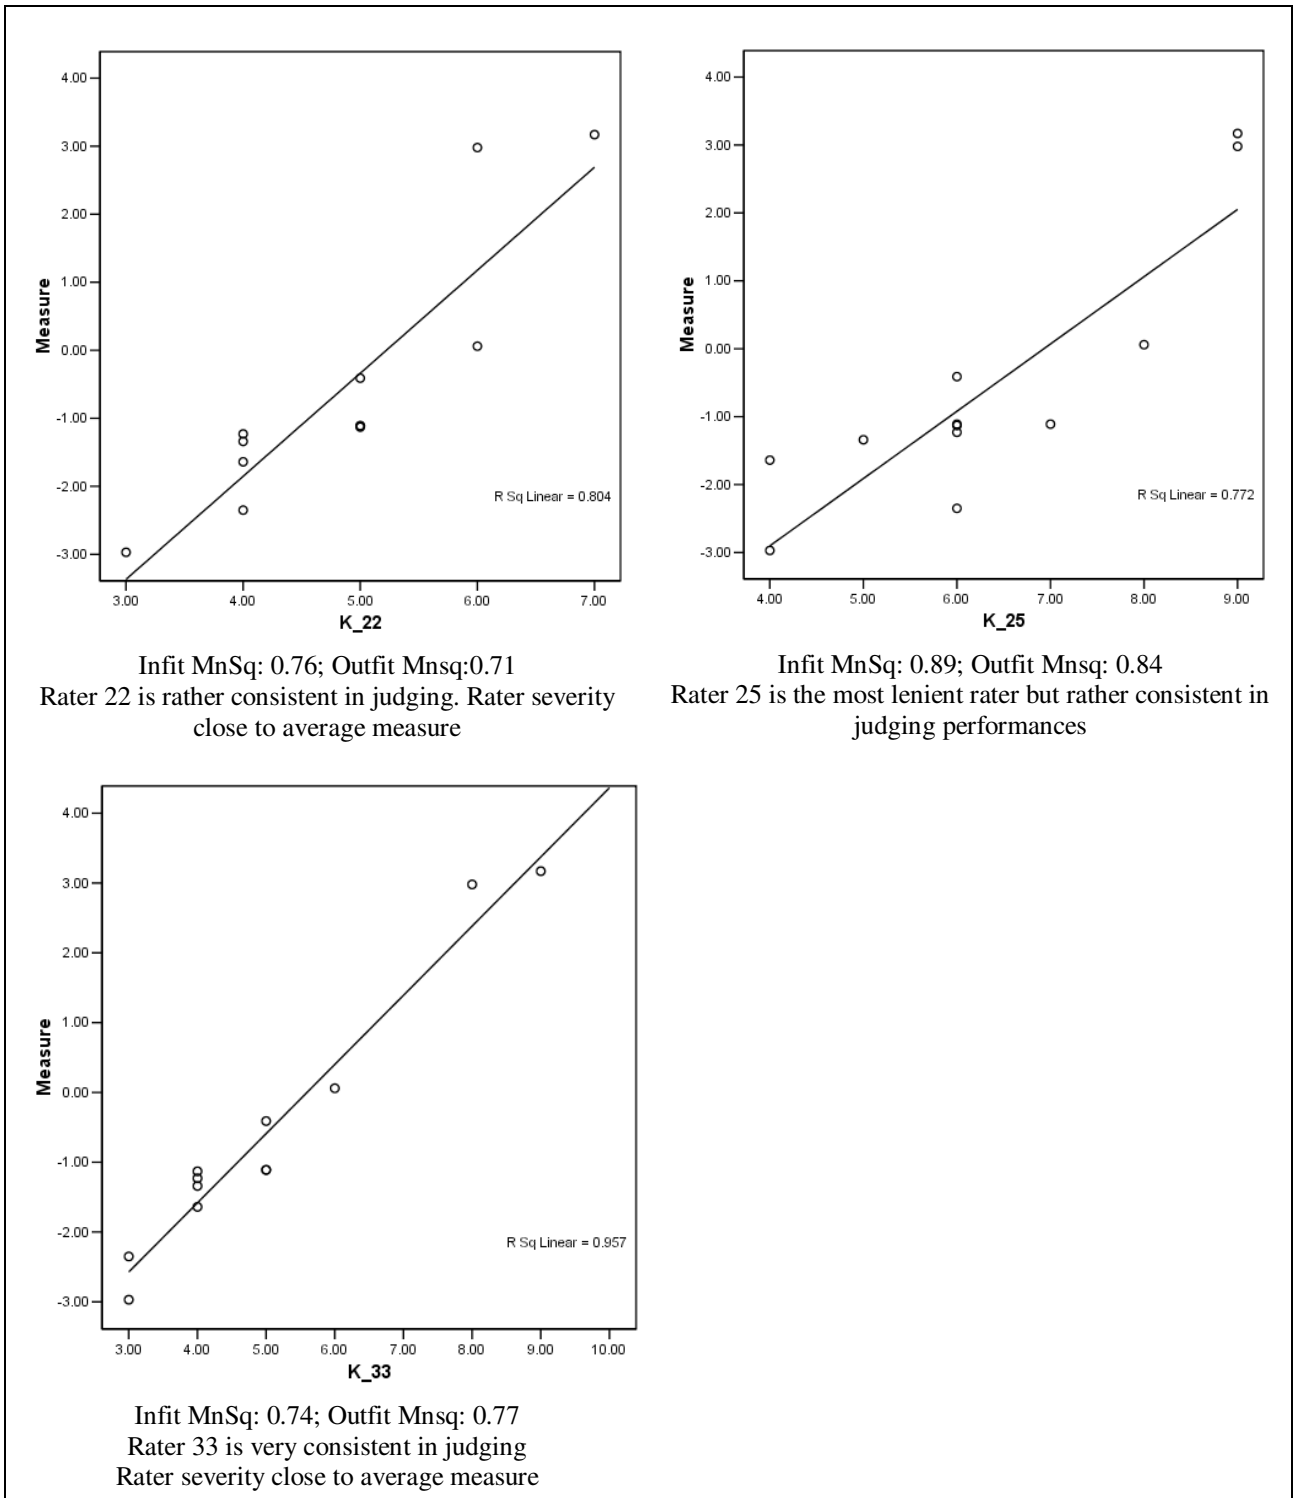 4.00
3.00
2.00
1.00
0.00
-1.00
-2.00
-3.00
Measure
R Sq Linear = 0.804
3.00 4.00 5.00 6.00 7.00
K_22
Infit MnSq: 0.76; Outfit Mnsq:0.71
Rater 22 is rather consistent in judging. Rater severity
close to average measure
4.00
3.00
2.00
1.00
0.00
-1.00
-2.00
-3.00
Measure
R Sq Linear = 0.772
4.00 5.00 6.00 7.00 8.00 9.00
K_25
Infit MnSq: 0.89; Outfit Mnsq: 0.84
Rater 25 is the most lenient rater but rather consistent in
judging performances
4.00
3.00
2.00
1.00
0.00
-1.00
-2.00
-3.00
Measure
R Sq Linear = 0.957
3.00 4.00 5.00 6.00 7.00 8.00 9.00 10.00
K_33
Infit MnSq: 0.74; Outfit Mnsq: 0.77
Rater 33 is very consistent in judging
Rater severity close to average measure